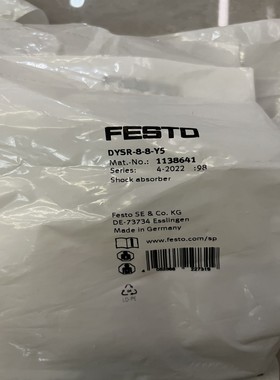 FESTO
DYSR-8-8-Y5
Mat.-No.: 1138641
Series: 4-2022 :98
Shock absorber
Festo SE & Co. KG
DE-73734 Esslingen
Made in Germany
www.festo.com/sp